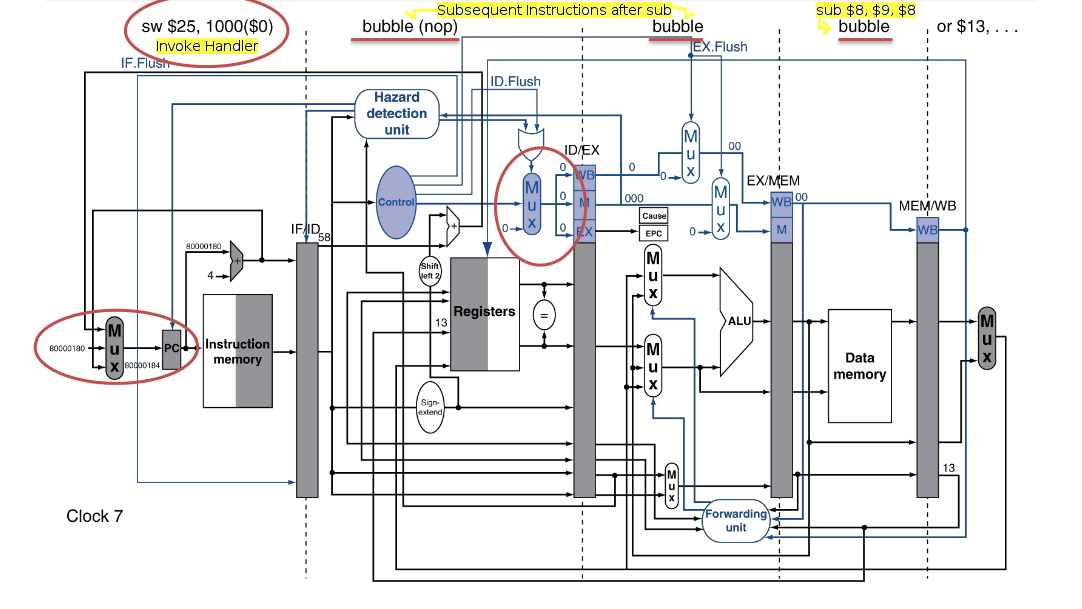 Subsequent Instructions after sub
sub $8, $9, $8
sw $25, 1000($0)
bubble (nop)
bubble
bubble
or $13, . . .
Invoke Handler
EX.Flush
IF.Flush
ID.Flush
Hazard
detection
unit
ID/EX
M
u
x
0
WB
0
00
0
M
u
x
EX/MEM
WB
00
Control
M
u
x
0
0
M
000
0
EX
0
M
u
x
0
M
MEM/WB
WB
Cause
EPC
IF/ID
58
80000180
+
4
+
Shift
left 2
M
u
x
Registers
13
=
ALU
M
u
x
80000180
80000184
PC
Instruction
memory
M
u
x
Data
memory
M
u
x
Sign-
extend
M
u
x
13
Forwarding
unit
Clock 7